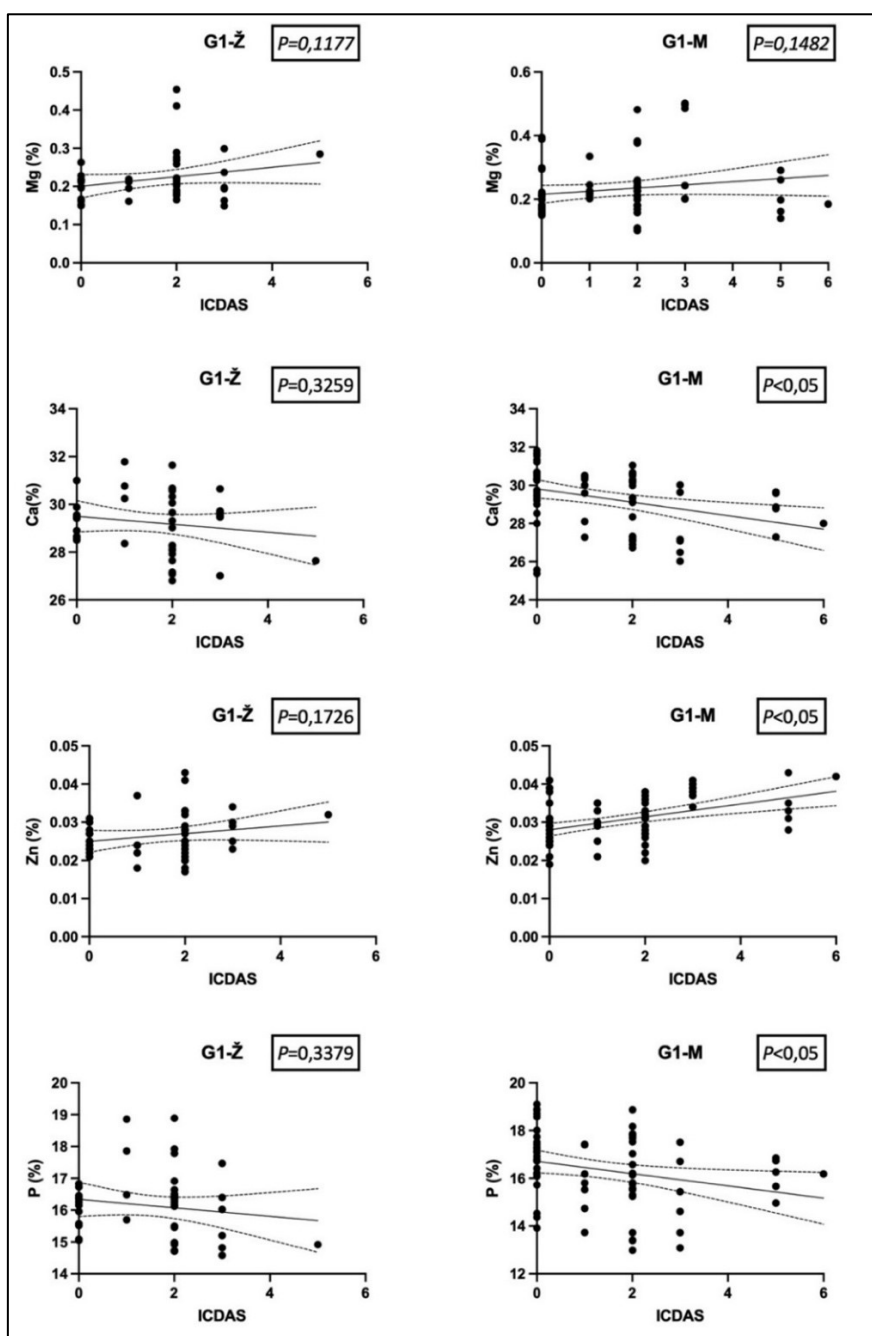 G1-Ž P=0,1177
Mg (%)
0.5
0.4
0.3
0.2
0.1
0.0
0 2 4 6
ICDAS
G1-M P=0,1482
Mg (%)
0.6
0.4
0.2
0.0
0 1 2 3 4 5 6
ICDAS
G1-Ž P=0,3259
Ca(%)
34
32
30
28
26
0 2 4 6
ICDAS
G1-M P<0,05
Ca(%)
34
32
30
28
26
24
0 2 4 6
ICDAS
G1-Ž P=0,1726
Zn (%)
0.05
0.04
0.03
0.02
0.01
0.00
0 2 4 6
ICDAS
G1-M P<0,05
Zn (%)
0.05
0.04
0.03
0.02
0.01
0.00
0 2 4 6
ICDAS
G1-Ž P=0,3379
P (%)
20
19
18
17
16
15
14
0 2 4 6
ICDAS
G1-M P<0,05
P (%)
20
18
16
14
12
0 2 4 6
ICDAS